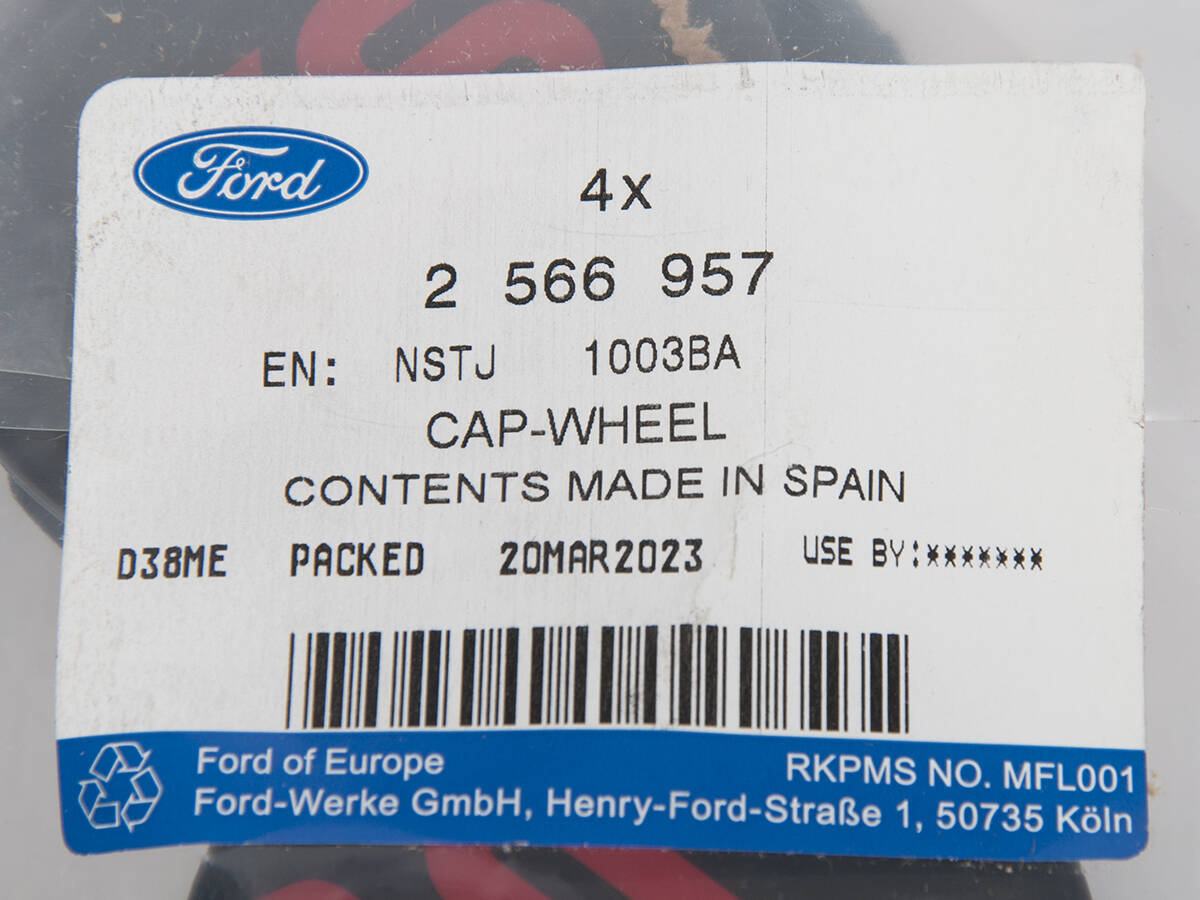 Ford
4x
2 566 957
EN: NSTJ 1003BA
CAP-WHEEL
CONTENTS MADE IN SPAIN
D38ME PACKED 20MAR2023 USE BY:*******
Ford of Europe
RKPMS NO. MFL001
Ford-Werke GmbH, Henry-Ford-Straße 1, 50735 Köln